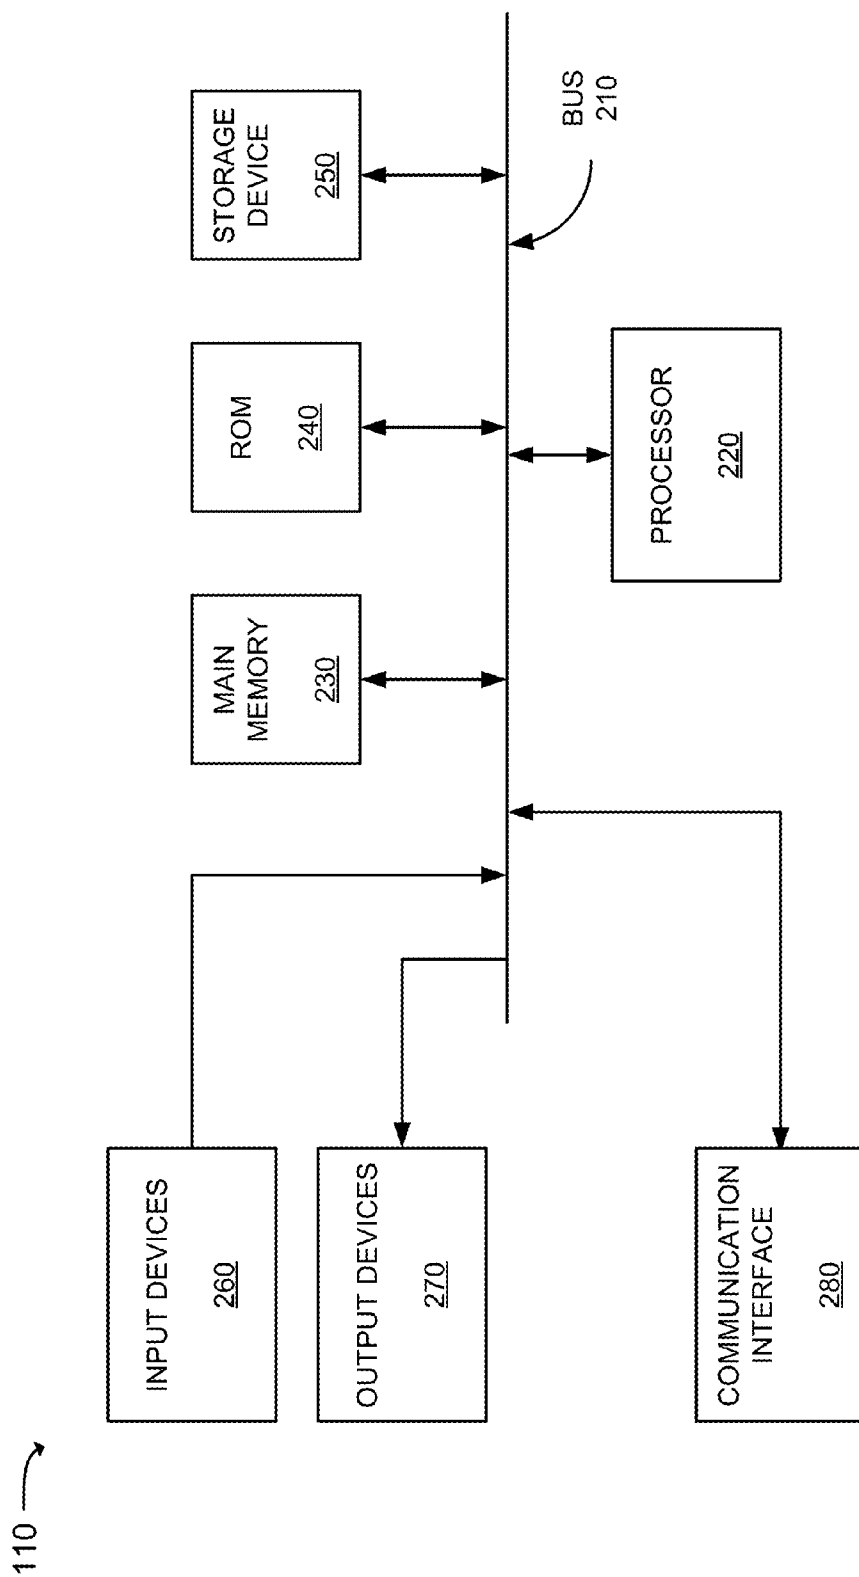 110
INPUT DEVICES
260
OUTPUT DEVICES
270
COMMUNICATION
INTERFACE
280
MAIN
MEMORY
230
ROM
240
STORAGE
DEVICE
250
PROCESSOR
220
BUS
210